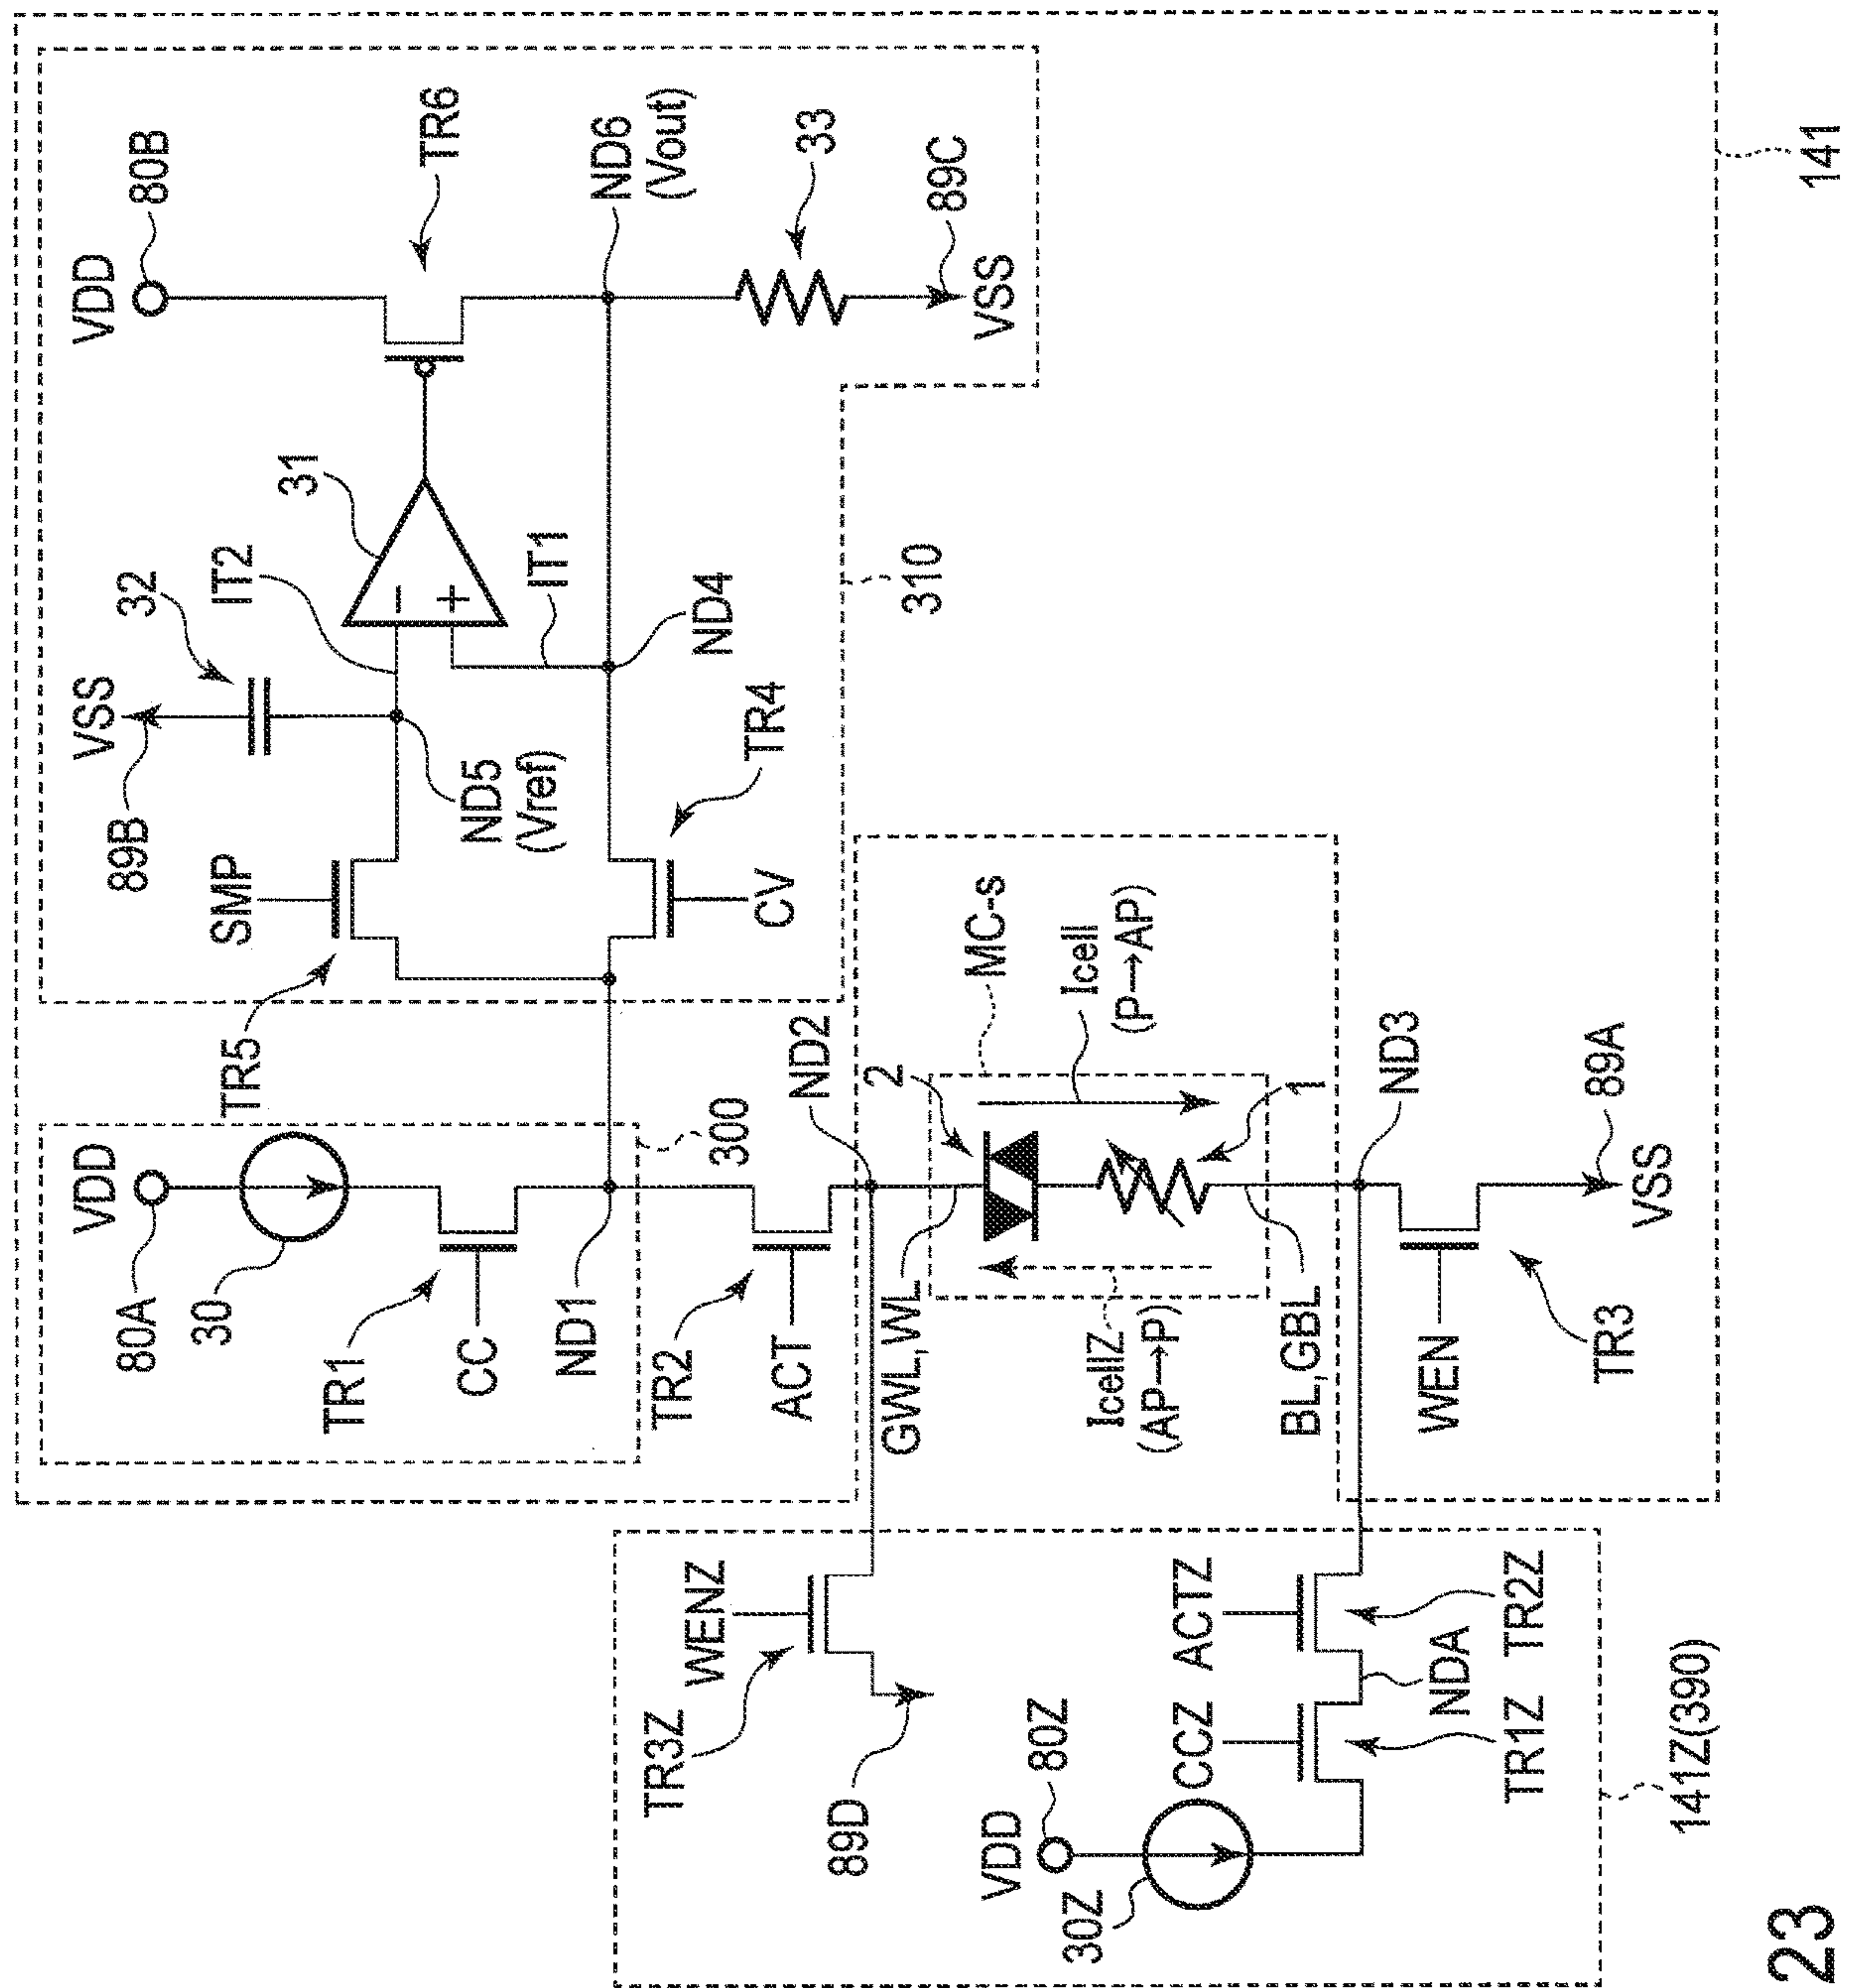 VDD
80B
TR6
ND6
(Vout)
33
89C
VSS
141
31
32
IT2
IT1
ND4
310
VSS
89B
ND5
(Vref)
TR4
SMP
CV
TR5
MC-s
Icell
(P→AP)
ND2
2
1
ND3
89A
VSS
VDD
80A
30
300
TR1
CC
ND1
TR2
ACT
GWL,WL
IcellZ
(AP→P)
BL,GBL
WEN
TR3
WENZ
TR3Z
89D
VDD
80Z
30Z
CCZ
ACTZ
NDA
TR1Z
TR2Z
141Z(390)
23